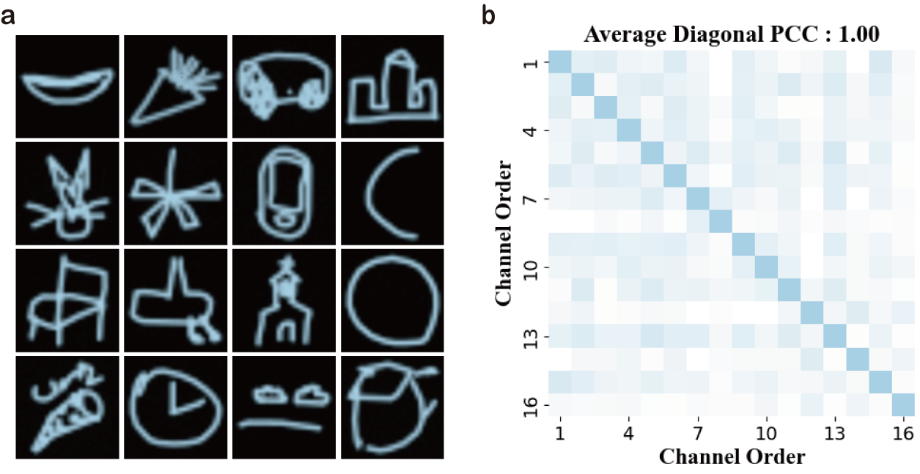 a
b
Average Diagonal PCC : 1.00
Channel Order
1
4
7
10
13
16
1 4 7 10 13 16
Channel Order